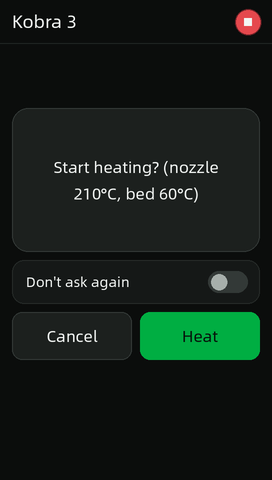 Kobra 3
Start heating? (nozzle
210°C, bed 60°C)
Don't ask again
Cancel
Heat